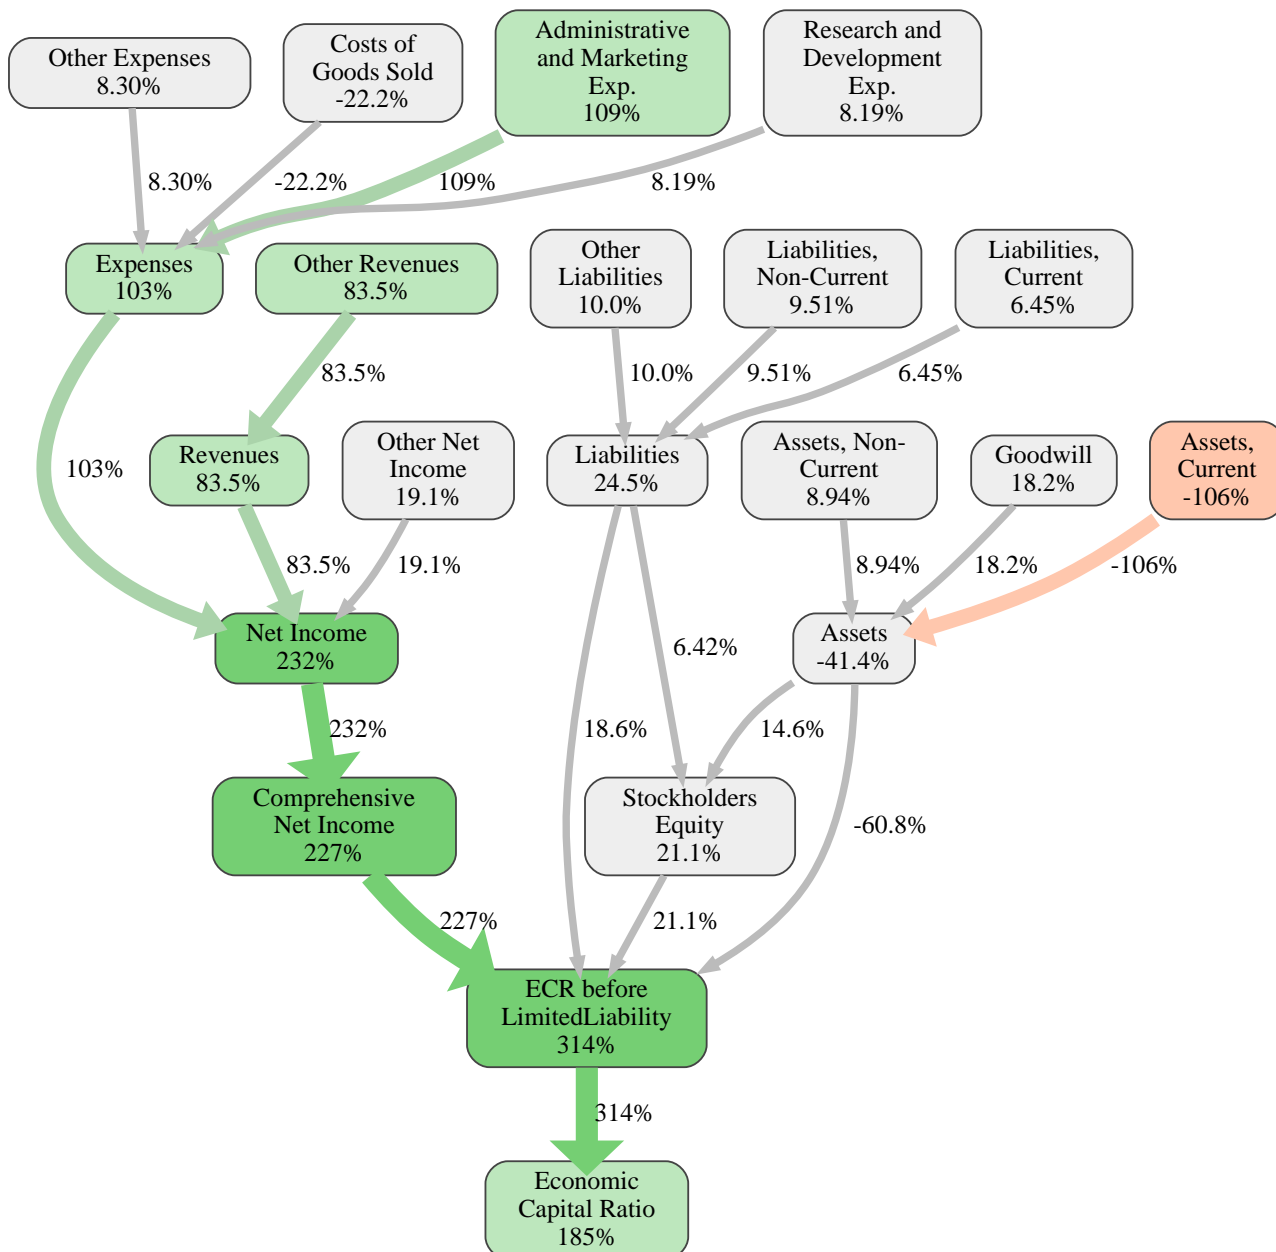 Other Expenses
8.30%
Costs of
Goods Sold
-22.2%
Administrative
and Marketing
Exp.
109%
Research and
Development
Exp.
8.19%
8.30%
-22.2%
109%
8.19%
Expenses
103%
Other Revenues
83.5%
Other
Liabilities
10.0%
Liabilities,
Non-Current
9.51%
Liabilities,
Current
6.45%
83.5%
10.0%
9.51%
6.45%
103%
Revenues
83.5%
Other Net
Income
19.1%
Liabilities
24.5%
Assets, Non-
Current
8.94%
Goodwill
18.2%
Assets,
Current
-106%
83.5%
19.1%
8.94%
18.2%
-106%
Net Income
232%
6.42%
Assets
-41.4%
232%
18.6%
14.6%
Comprehensive
Net Income
227%
Stockholders
Equity
21.1%
-60.8%
227%
21.1%
ECR before
LimitedLiability
314%
314%
Economic
Capital Ratio
185%